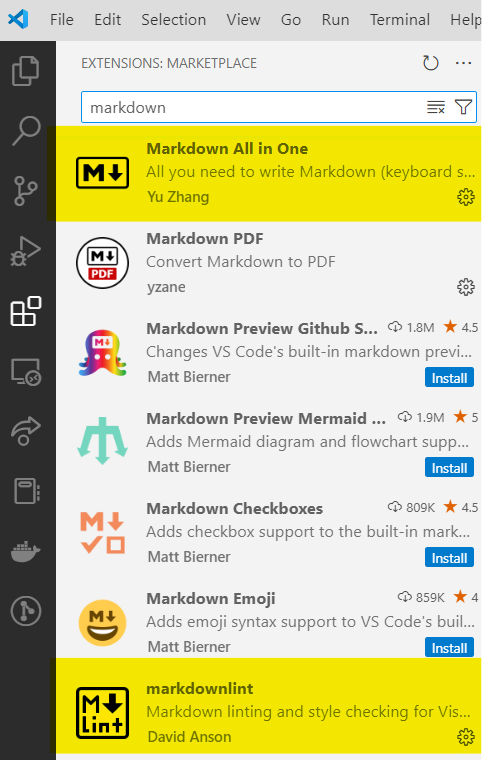 File Edit Selection View Go Run Terminal Help
EXTENSIONS: MARKETPLACE
markdown
Markdown All in One
All you need to write Markdown (keyboard s...
Yu Zhang
Markdown PDF
Convert Markdown to PDF
yzane
Markdown Preview Github S... 1.8M 4.5
Changes VS Code's built-in markdown previ...
Matt Bierner Install
Markdown Preview Mermaid ... 1.9M 5
Adds Mermaid diagram and flowchart supp...
Matt Bierner Install
Markdown Checkboxes 809K 4.5
Adds checkbox support to the built-in mark...
Matt Bierner Install
Markdown Emoji 859K 4
Adds emoji syntax support to VS Code's buil...
Matt Bierner Install
markdownlint
Markdown linting and style checking for Vis...
David Anson
M
M
PDF
M
M
M
Lint